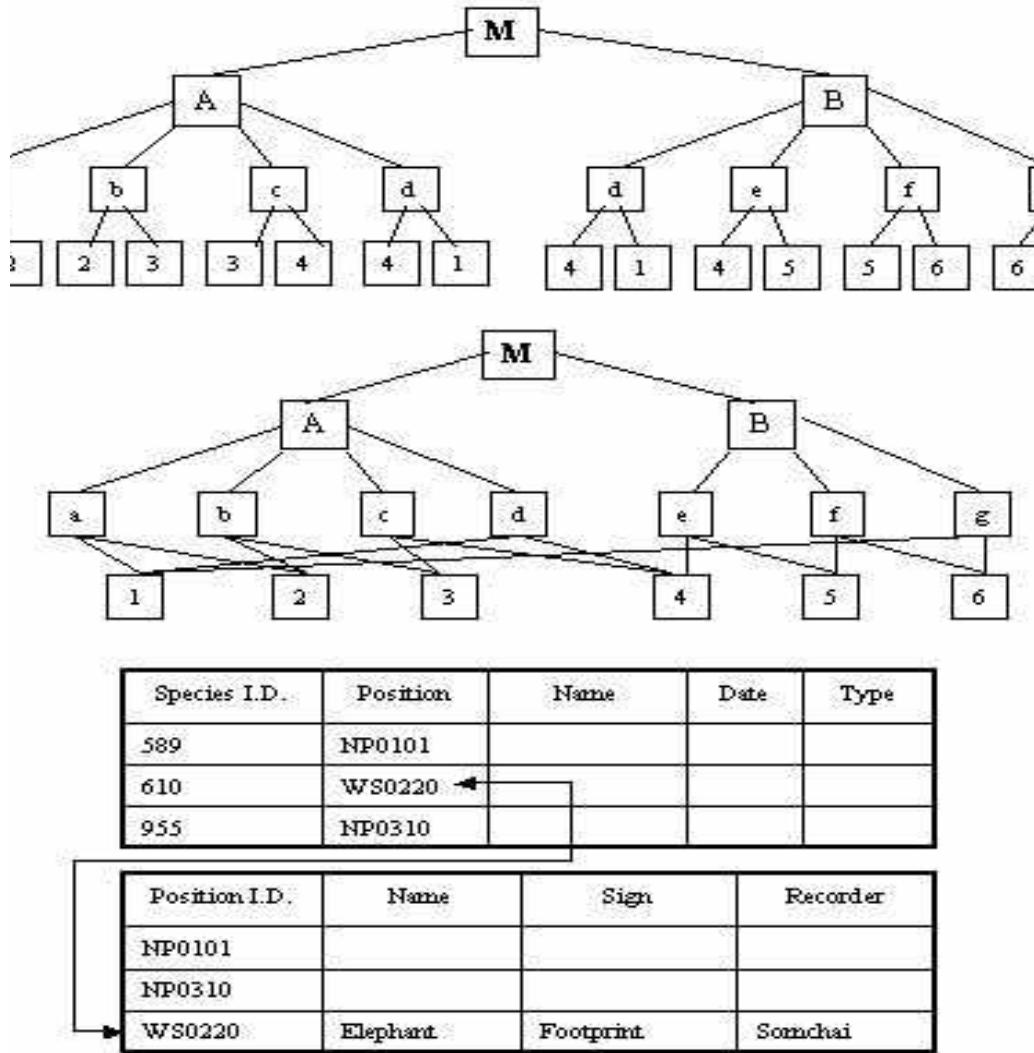 M
A B
b c d d e f
2 2 3 3 4 4 1 4 1 4 5 5 6 6
M
A B
a b c d e f g
1 2 3 4 5 6
Species I.D. Position Name Date Type
589 NP0101
610 WS0220
955 NP0310
Position I.D. Name Sign Recorder
NP0101
NP0310
WS0220 Elephant Footprint Somchai